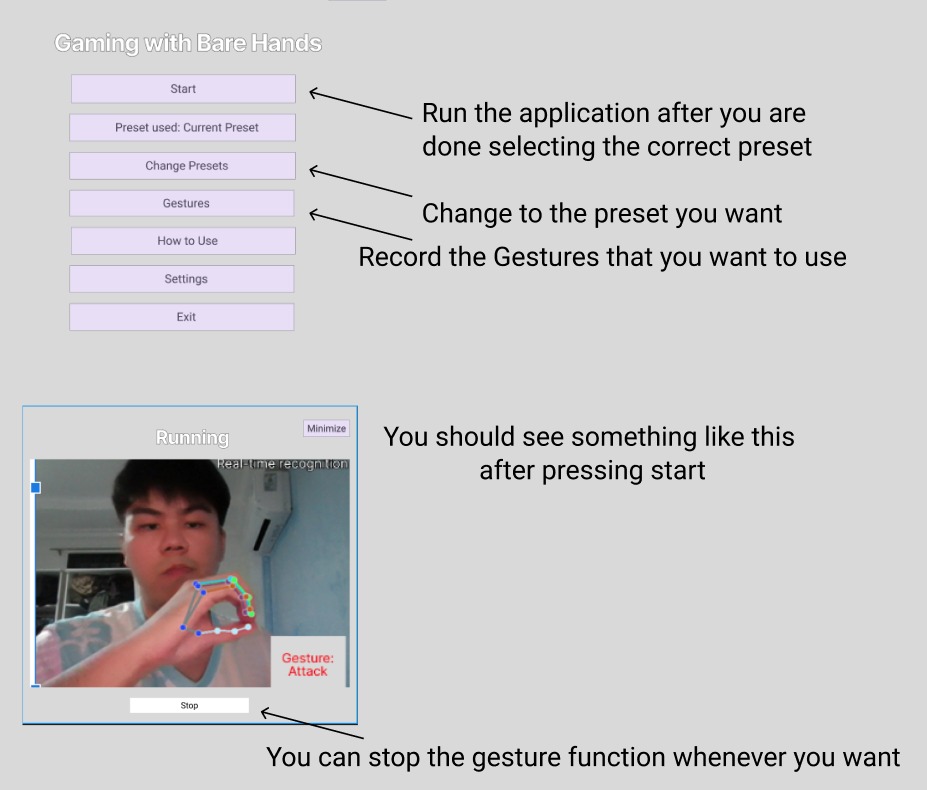 Gaming with Bare Hands
Start
Preset used: Current Preset
Change Presets
Gestures
How to Use
Settings
Exit
Run the application after you are
done selecting the correct preset
Change to the preset you want
Record the Gestures that you want to use
Running
Minimize
Real-time recognition
Gesture:
Attack
Stop
You should see something like this
after pressing start
You can stop the gesture function whenever you want